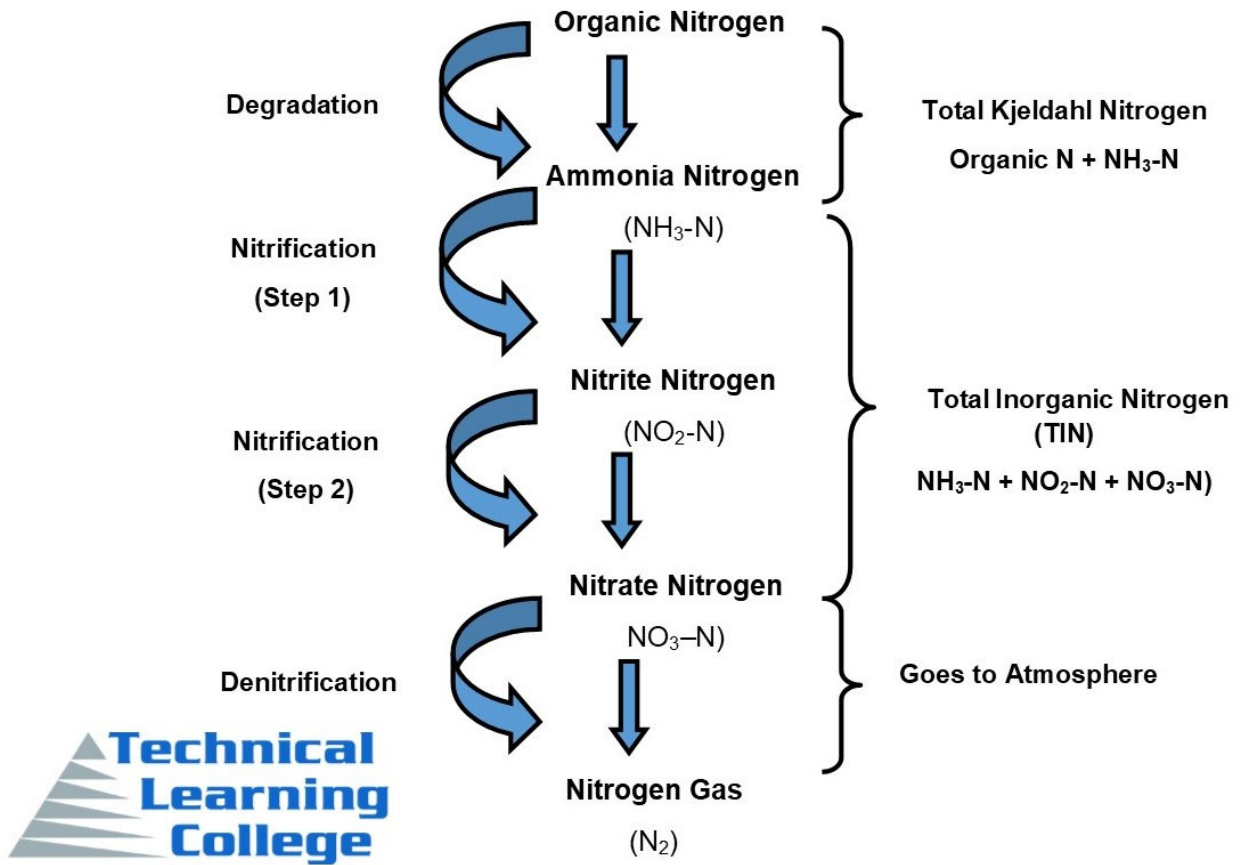 Organic Nitrogen
Degradation
Total Kjeldahl Nitrogen
Organic N + NH₃-N
Ammonia Nitrogen
(NH₃-N)
Nitrification
(Step 1)
Nitrite Nitrogen
(NO₂-N)
Total Inorganic Nitrogen
(TIN)
NH₃-N + NO₂-N + NO₃-N)
Nitrification
(Step 2)
Nitrate Nitrogen
NO₃–N)
Denitrification
Goes to Atmosphere
Nitrogen Gas
(N₂)
Technical
Learning
College